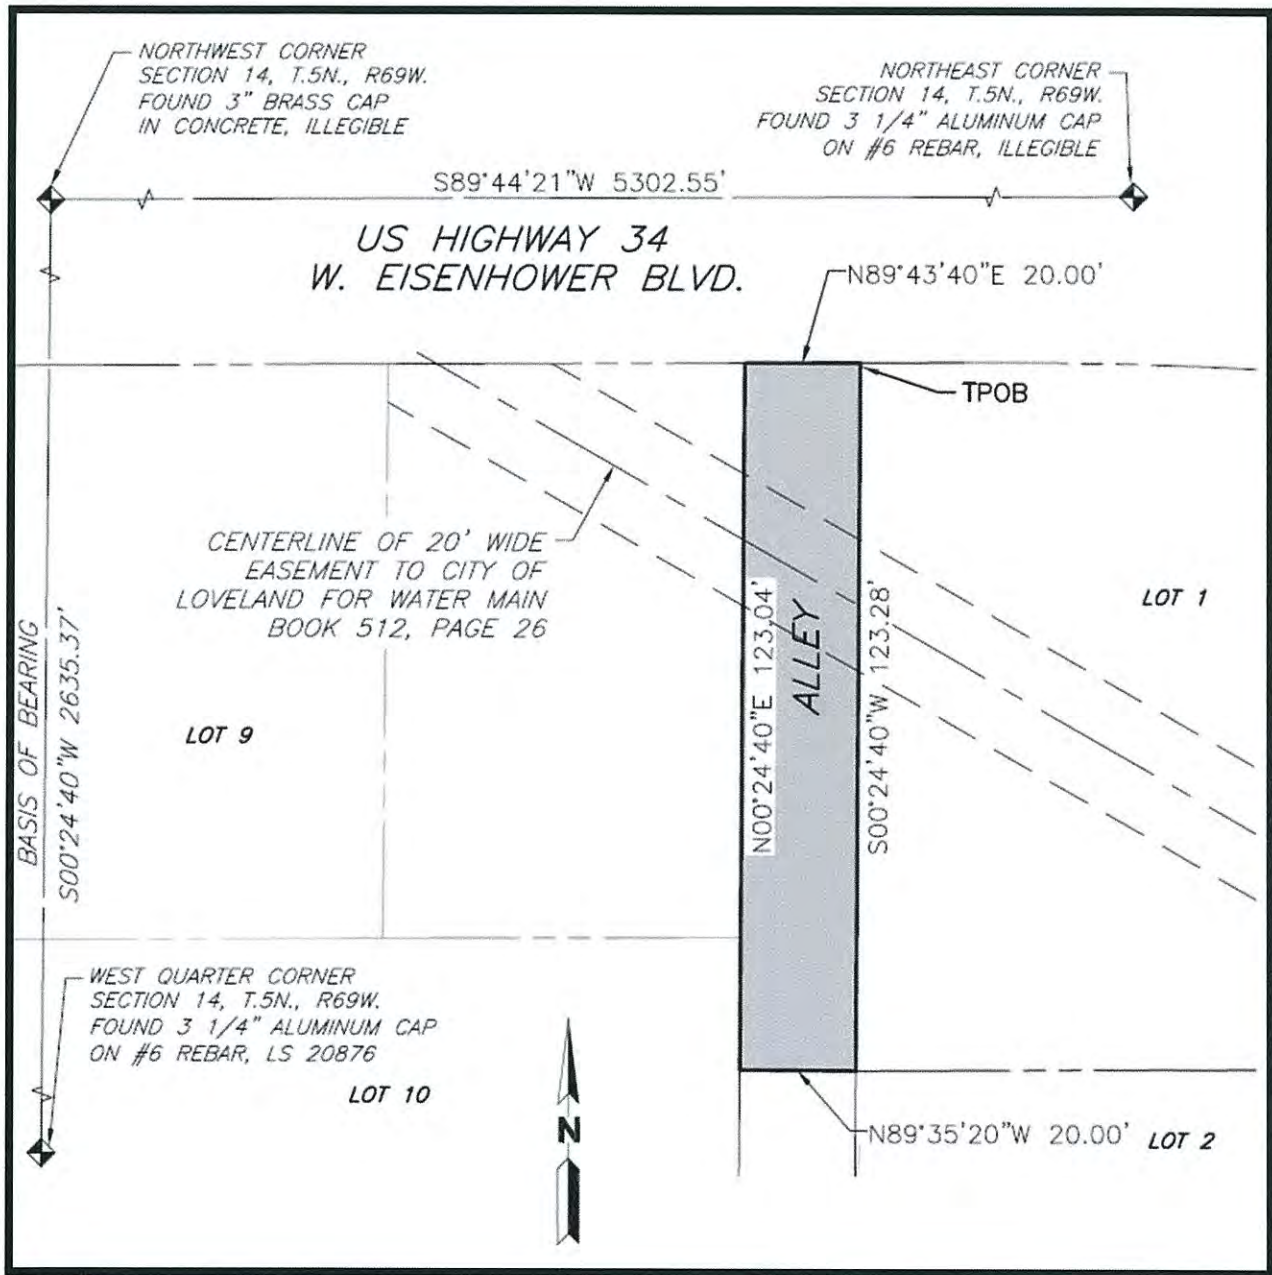 NORTHWEST CORNER
SECTION 14, T.5N., R69W.
FOUND 3" BRASS CAP
IN CONCRETE, ILLEGIBLE
NORTHEAST CORNER
SECTION 14, T.5N., R69W.
FOUND 3 1/4" ALUMINUM CAP
ON #6 REBAR, ILLEGIBLE
S89°44'21"W 5302.55'
US HIGHWAY 34
W. EISENHOWER BLVD.
N89°43'40"E 20.00'
TPOB
CENTERLINE OF 20' WIDE
EASEMENT TO CITY OF
LOVELAND FOR WATER MAIN
BOOK 512, PAGE 26
LOT 1
BASIS OF BEARING
S00°24'40"W 2635.37'
LOT 9
N00°24'40"E 123.04'
ALLEY
S00°24'40"W 123.28'
WEST QUARTER CORNER
SECTION 14, T.5N., R69W.
FOUND 3 1/4" ALUMINUM CAP
ON #6 REBAR, LS 20876
LOT 10
N
N89°35'20"W 20.00'
LOT 2